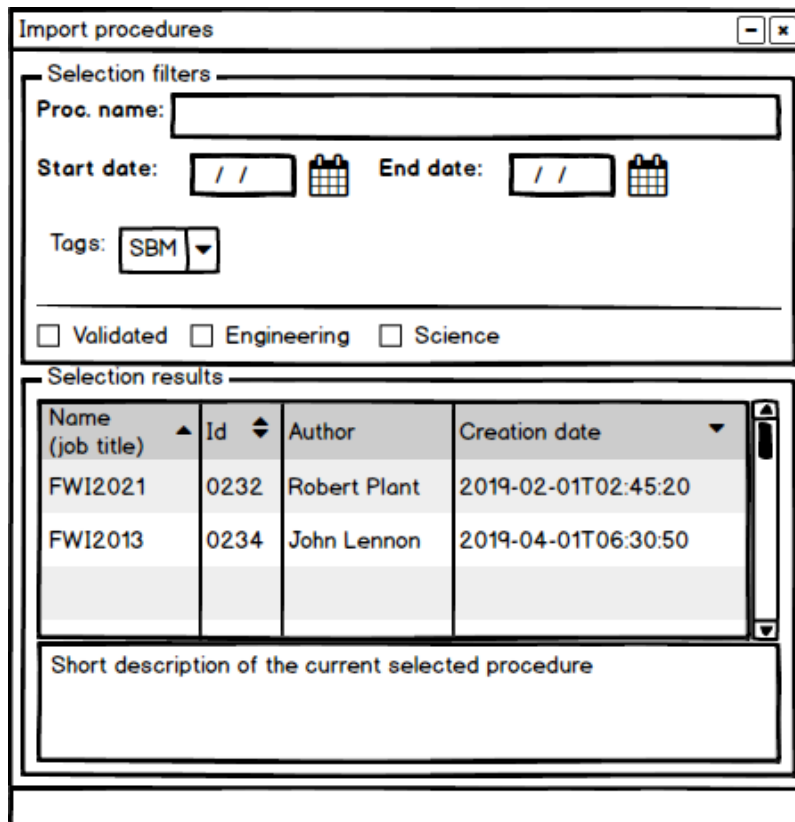 Import procedures
Selection filters
Proc. name:
Start date: / / End date: / /
Tags: SBM
Validated Engineering Science
Selection results
Name
(job title) Id Author Creation date
FWI2021 0232 Robert Plant 2019-02-01T02:45:20
FWI2013 0234 John Lennon 2019-04-01T06:30:50
Short description of the current selected procedure